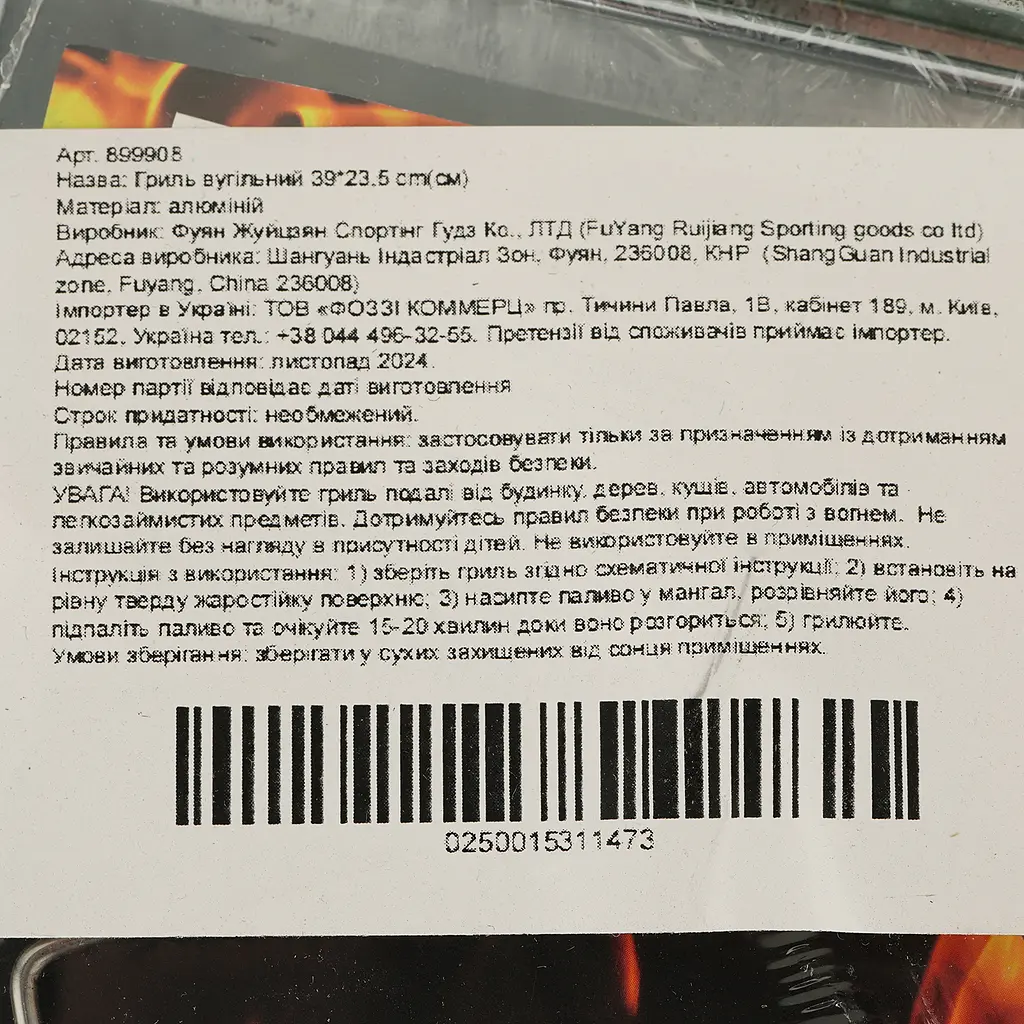 Арт. 899908
Назва: Гриль вугільний 39*23.5 cm(см)
Матеріал: алюміній
Виробник: Фуян Жуйцзян Спортінг Гудз Ко., ЛТД (FuYang Ruijiang Sporting goods co ltd)
Адреса виробника: Шангуань Індастріал Зон, Фуян, 236008, КНР (ShangGuan Industrial
zone, Fuyang, China 236008)
Імпортер в Україні: ТОВ «ФОЗЗІ КОММЕРЦ» пр. Тичини Павла, 1В, кабінет 189, м. Київ,
02152, Україна тел.: +38 044 496-32-55. Претензії від споживачів приймає імпортер.
Дата виготовлення: листопад 2024.
Номер партії відповідає даті виготовлення
Строк придатності: необмежений.
Правила та умови використання: застосовувати тільки за призначенням із дотриманням
звичайних та розумних правил та заходів безпеки.
УВАГА! Використовуйте гриль подалі від будинку, дерев, кущів, автомобілів та
легкозаймистих предметів. Дотримуйтесь правил безпеки при роботі з вогнем. Не
залишайте без нагляду в присутності дітей. Не використовуйте в приміщеннях.
Інструкція з використання: 1) зберіть гриль згідно схематичної інструкції; 2) встановіть на
рівну тверду жаростійку поверхню; 3) насипте паливо у мангал, розрівняйте його; 4)
підпаліть паливо та очікуйте 15-20 хвилин доки воно розгориться; 5) грилюйте.
Умови зберігання: зберігати у сухих захищених від сонця приміщеннях.
0250015311473